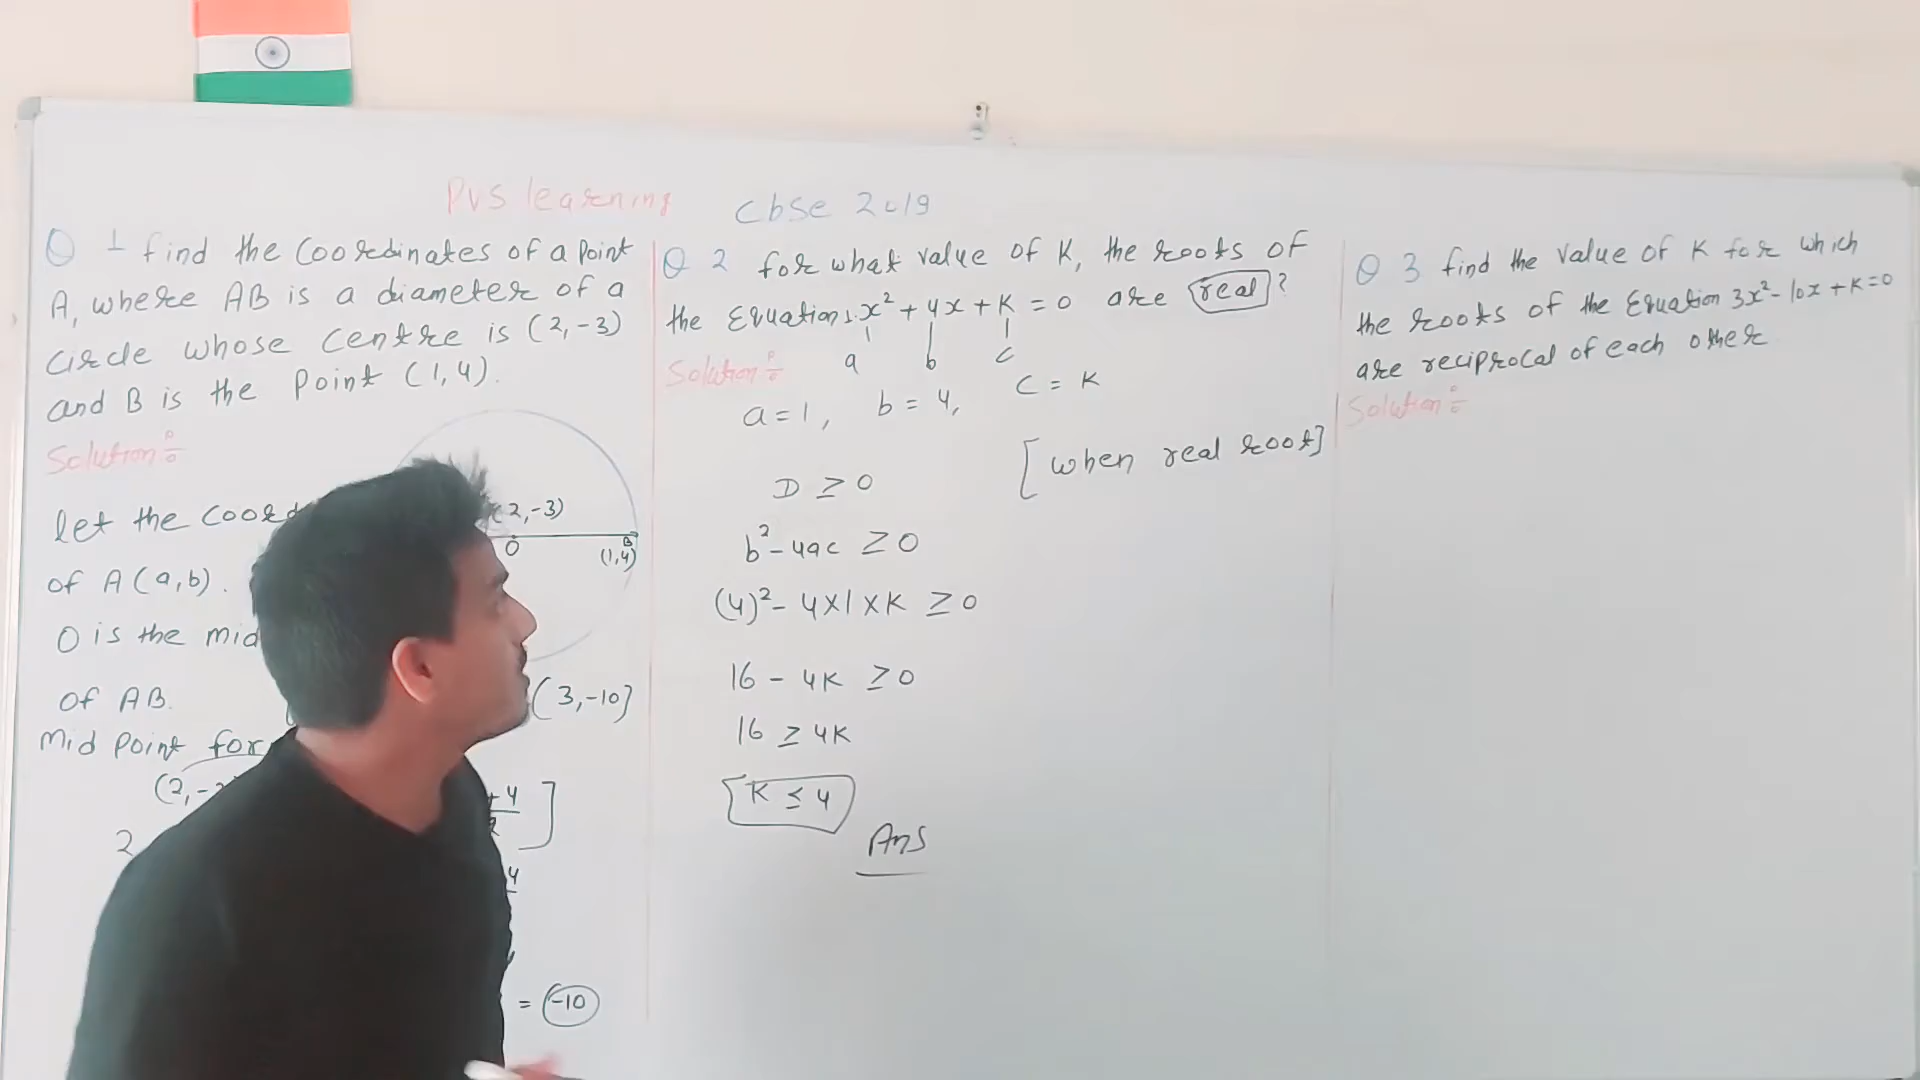 PVS learning
Cbse 2019
Q 1 find the coordinates of a point
A, where AB is a diameter of a
circle whose centre is (2,-3)
and B is the point (1,4).
Solution÷
let the
of A(a,b).
O is the
of AB.
Mid point
2
(2,-3)
O
B
(1,4)
(3,-10)
= -10
Q 2 for what value of K, the roots of
the Equation x² + 4x + K = 0 are real?
a b c
Solution÷
a = 1, b = 4, C = K
D ≥ 0 [when real root]
b² - 4ac ≥ 0
(4)² - 4×1×K ≥ 0
16 - 4K ≥ 0
16 ≥ 4K
K ≤ 4
Ans
Q 3 find the value of K for which
the roots of the Equation 3x² - 10x + K = 0
are reciprocal of each other
Solution÷